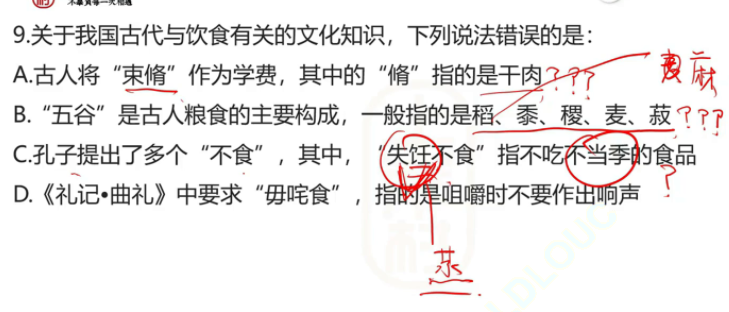 9.关于我国古代与饮食有关的文化知识，下列说法错误的是：
A.古人将“束脩”作为学费，其中的“脩”指的是干肉？？？
B.“五谷”是古人粮食的主要构成，一般指的是稻、黍、稷、麦、菽？？？
C.孔子提出了多个“不食”，其中，“失饪不食”指不吃不当季的食品？
D.《礼记•曲礼》中要求“毋咤食”，指的是咀嚼时不要作出响声
蒸